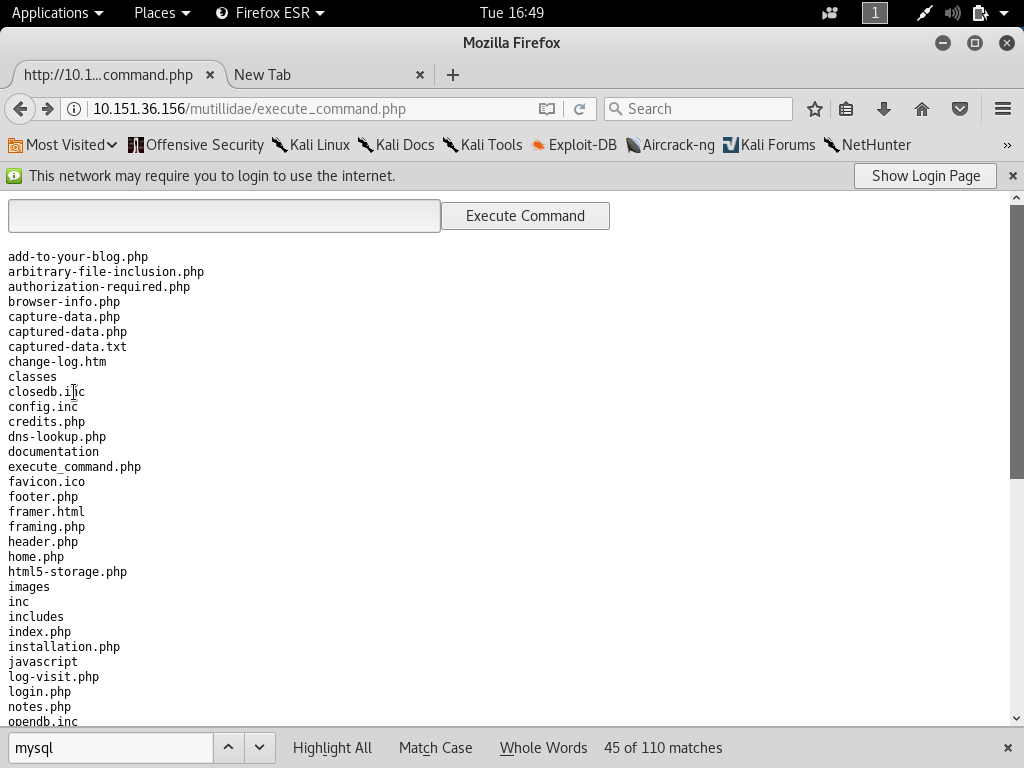 Applications Places Firefox ESR Tue 16:49 1
Mozilla Firefox
http://10.1...command.php New Tab
10.151.36.156/mutillidae/execute_command.php Search
Most Visited Offensive Security Kali Linux Kali Docs Kali Tools Exploit-DB Aircrack-ng Kali Forums NetHunter »
This network may require you to login to use the internet. Show Login Page
Execute Command
add-to-your-blog.php
arbitrary-file-inclusion.php
authorization-required.php
browser-info.php
capture-data.php
captured-data.php
captured-data.txt
change-log.htm
classes
closedb.inc
config.inc
credits.php
dns-lookup.php
documentation
execute_command.php
favicon.ico
footer.php
framer.html
framing.php
header.php
home.php
html5-storage.php
images
inc
includes
index.php
installation.php
javascript
log-visit.php
login.php
notes.php
opendb.inc
mysql Highlight All Match Case Whole Words 45 of 110 matches